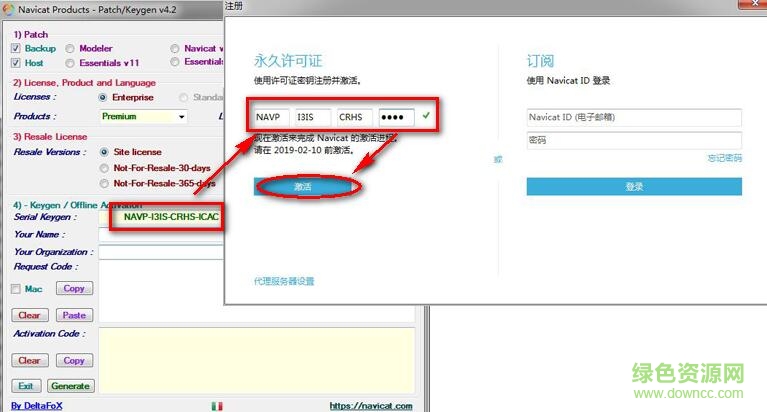 Navicat Products - Patch/Keygen v4.2
1) Patch
Backup Modeler Navicat v
Host Essentials v11 Essential
2) License, Product and Language
Licenses : Enterprise Standa
Products : Premium L
3) Resale License
Resale Versions : Site license
Not-For-Resale-30-days
Not-For-Resale-365-days
4) - Keygen / Offline Activation
Serial Keygen : NAVP-I3IS-CRHS-ICAC
Your Name :
Your Organization :
Request Code :
Mac Copy
Clear Paste
Activation Code :
Clear Copy
Exit Generate
By DeltaFoX https://navicat.com
注册
永久许可证
使用许可证密钥注册并激活。
NAVP I3IS CRHS ●●●●
现在激活来完成 Navicat 的激活进程。
请在 2019-02-10 前激活。
激活
代理服务器设置
或
订阅
使用 Navicat ID 登录
Navicat ID (电子邮箱)
密码
忘记密码
登录
绿色资源网
www.downcc.com